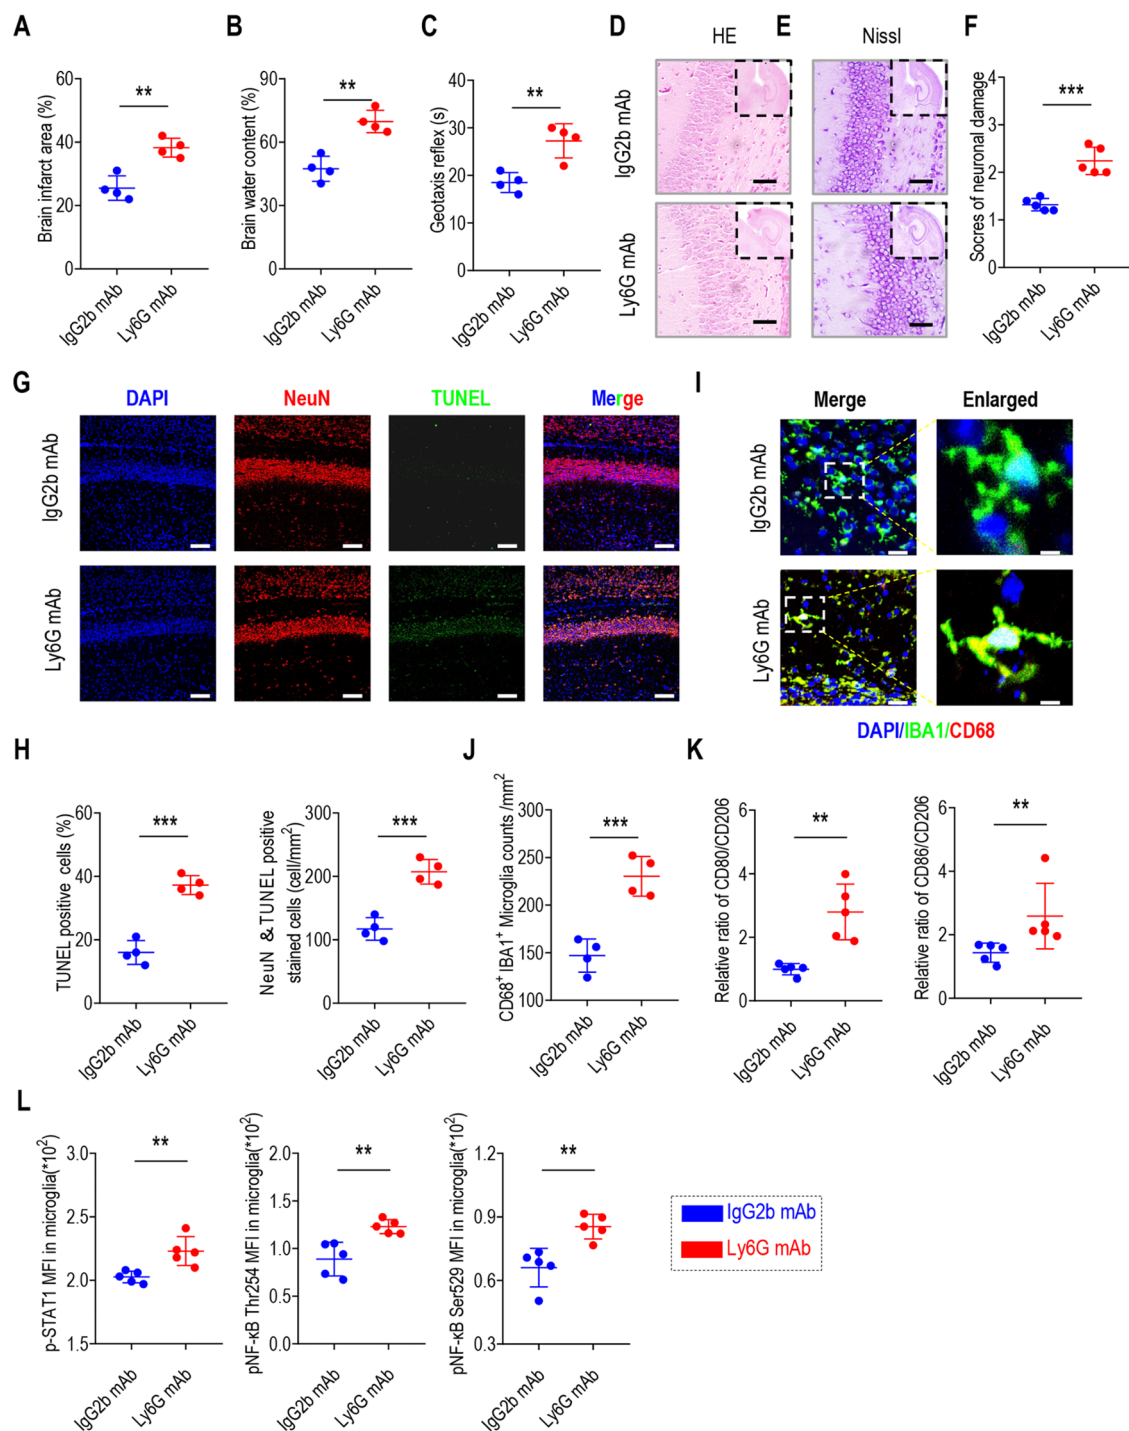 A
B
C
D
E
F
HE
Nissl
IgG2b mAb
Ly6G mAb
Brain infarct area (%)
60
40
20
0
**
IgG2b mAb
Ly6G mAb
Brain water content (%)
90
60
30
0
**
IgG2b mAb
Ly6G mAb
Geotaxis reflex (s)
40
30
20
10
0
**
IgG2b mAb
Ly6G mAb
Socres of neuronal damage
4
3
2
1
0
***
IgG2b mAb
Ly6G mAb
G
DAPI
NeuN
TUNEL
Merge
IgG2b mAb
Ly6G mAb
I
Merge
Enlarged
IgG2b mAb
Ly6G mAb
DAPI/IBA1/CD68
H
TUNEL positive cells (%)
60
40
20
0
***
IgG2b mAb
Ly6G mAb
NeuN &TUNEL positive
stained cells (cell/mm²)
300
200
100
0
***
IgG2b mAb
Ly6G mAb
J
CD68⁺ IBA1⁺ Microglia counts /mm²
300
250
200
150
100
***
IgG2b mAb
Ly6G mAb
K
Relative ratio of CD80/CD206
6
4
2
0
**
IgG2b mAb
Ly6G mAb
Relative ratio of CD86/CD206
6
4
2
0
**
IgG2b mAb
Ly6G mAb
L
p-STAT1 MFI in microglia(*10²)
3.0
2.5
2.0
1.5
**
IgG2b mAb
Ly6G mAb
pNF-κB Thr254 MFI in microglia(*10²)
2.0
1.5
1.0
0.5
0.0
**
IgG2b mAb
Ly6G mAb
pNF-κB Ser529 MFI in microglia(*10²)
1.2
0.9
0.6
0.3
**
IgG2b mAb
Ly6G mAb
IgG2b mAb
Ly6G mAb